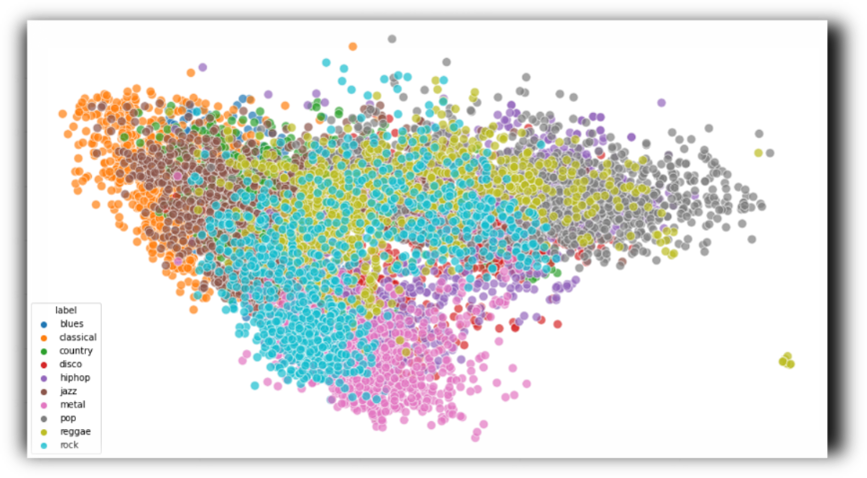 label
blues
classical
country
disco
hiphop
jazz
metal
pop
reggae
rock